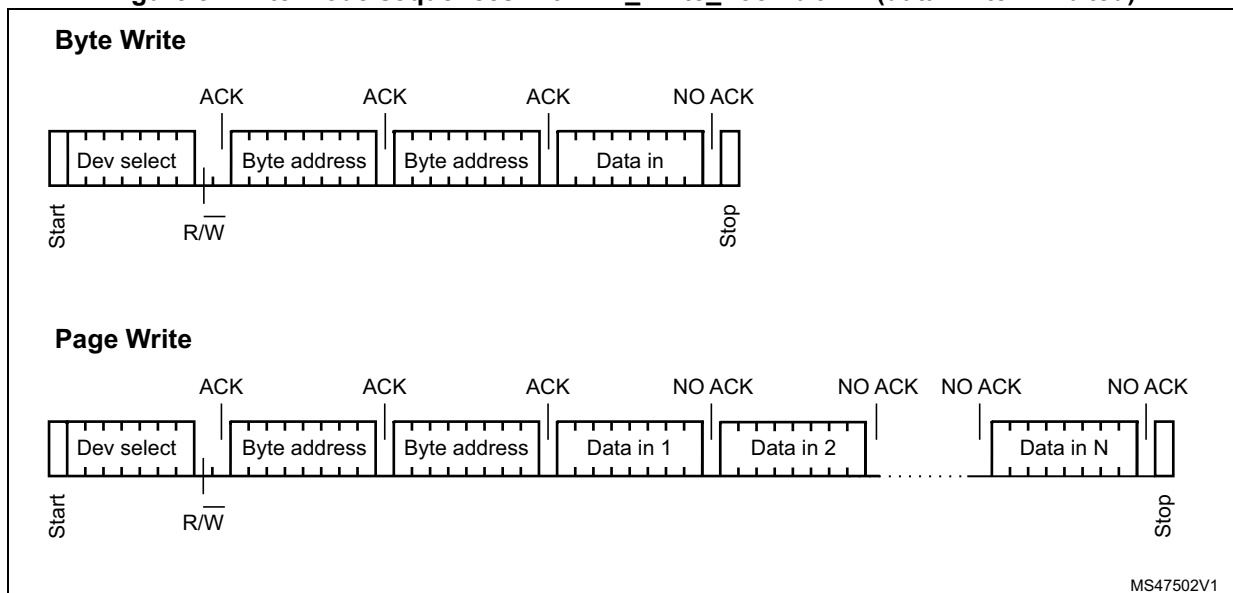 Byte Write
ACK ACK ACK NO ACK
Dev select Byte address Byte address Data in
Start R/W̅ Stop
Page Write
ACK ACK ACK NO ACK NO ACK NO ACK NO ACK
Dev select Byte address Byte address Data in 1 Data in 2 Data in N
Start R/W̅ Stop
MS47502V1